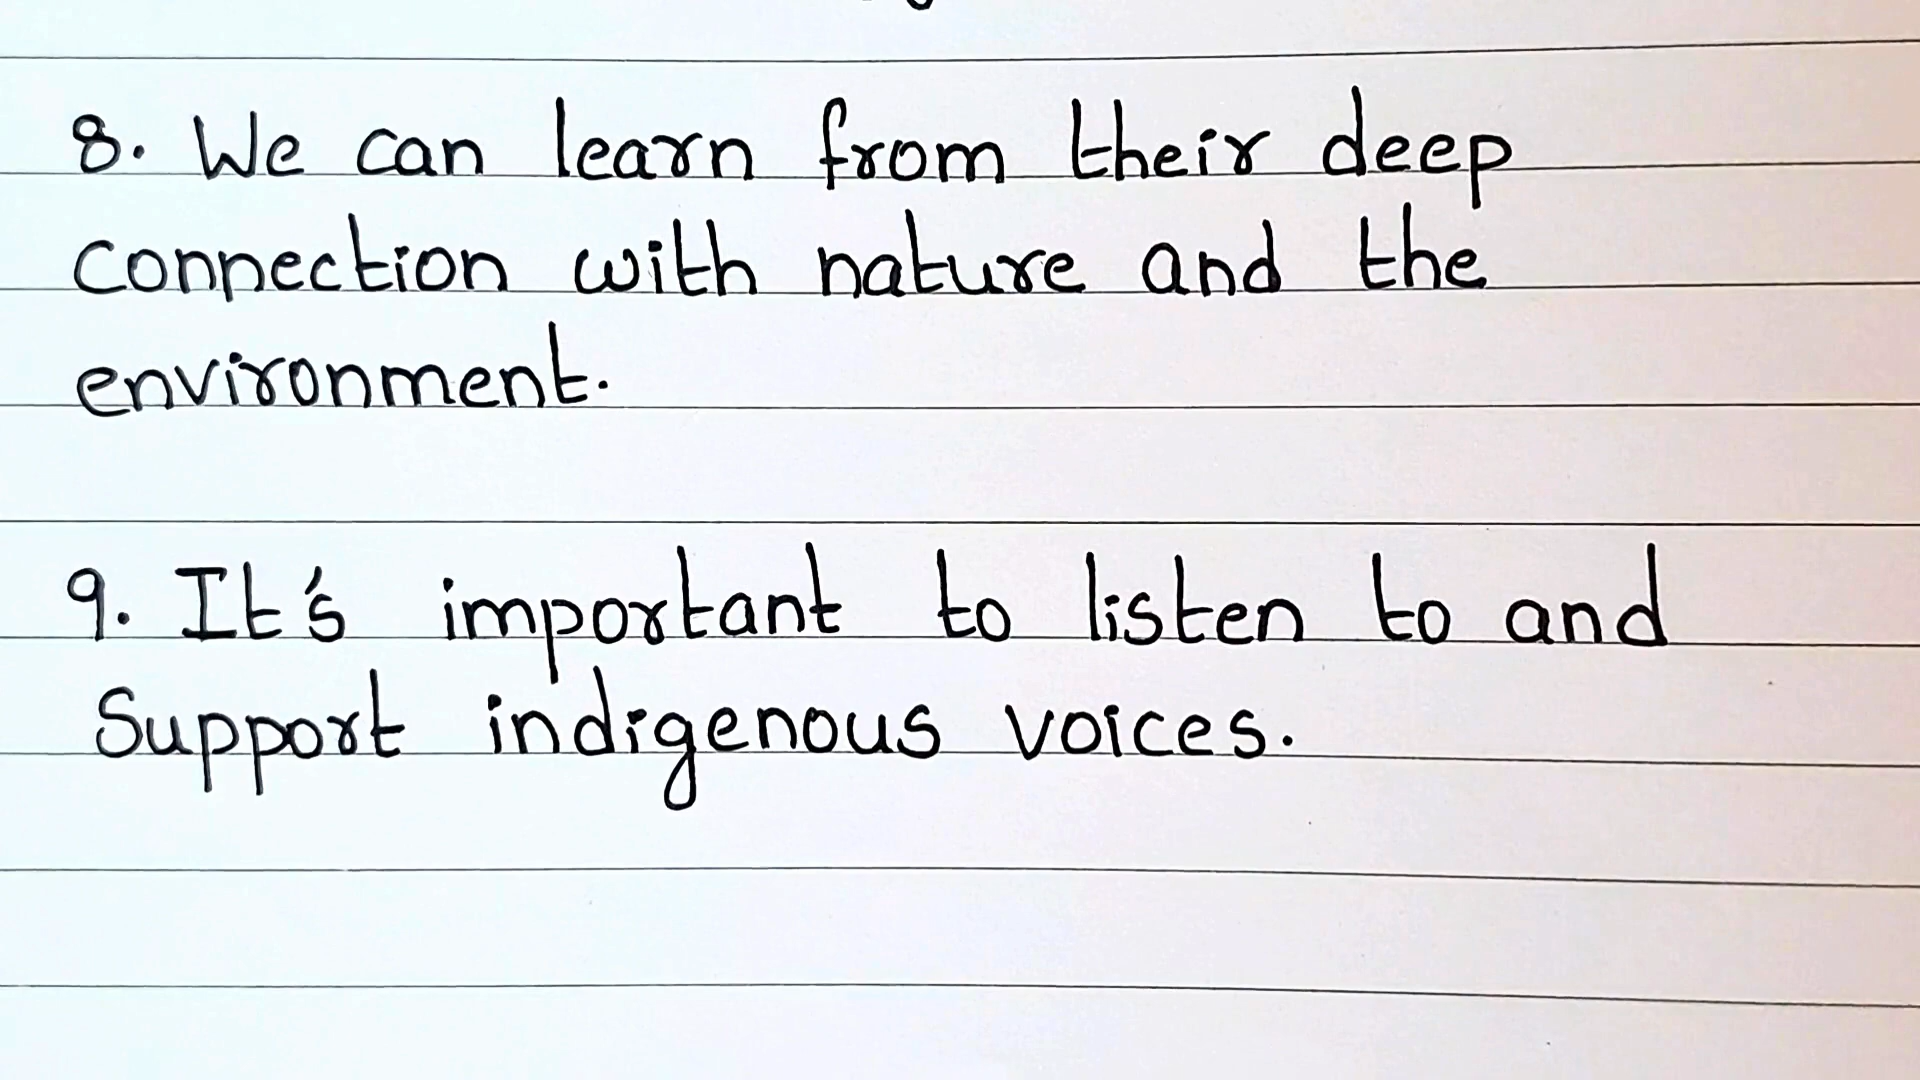 8. We can learn from their deep
connection with nature and the
environment.
9. It's important to listen to and
Support indigenous voices.